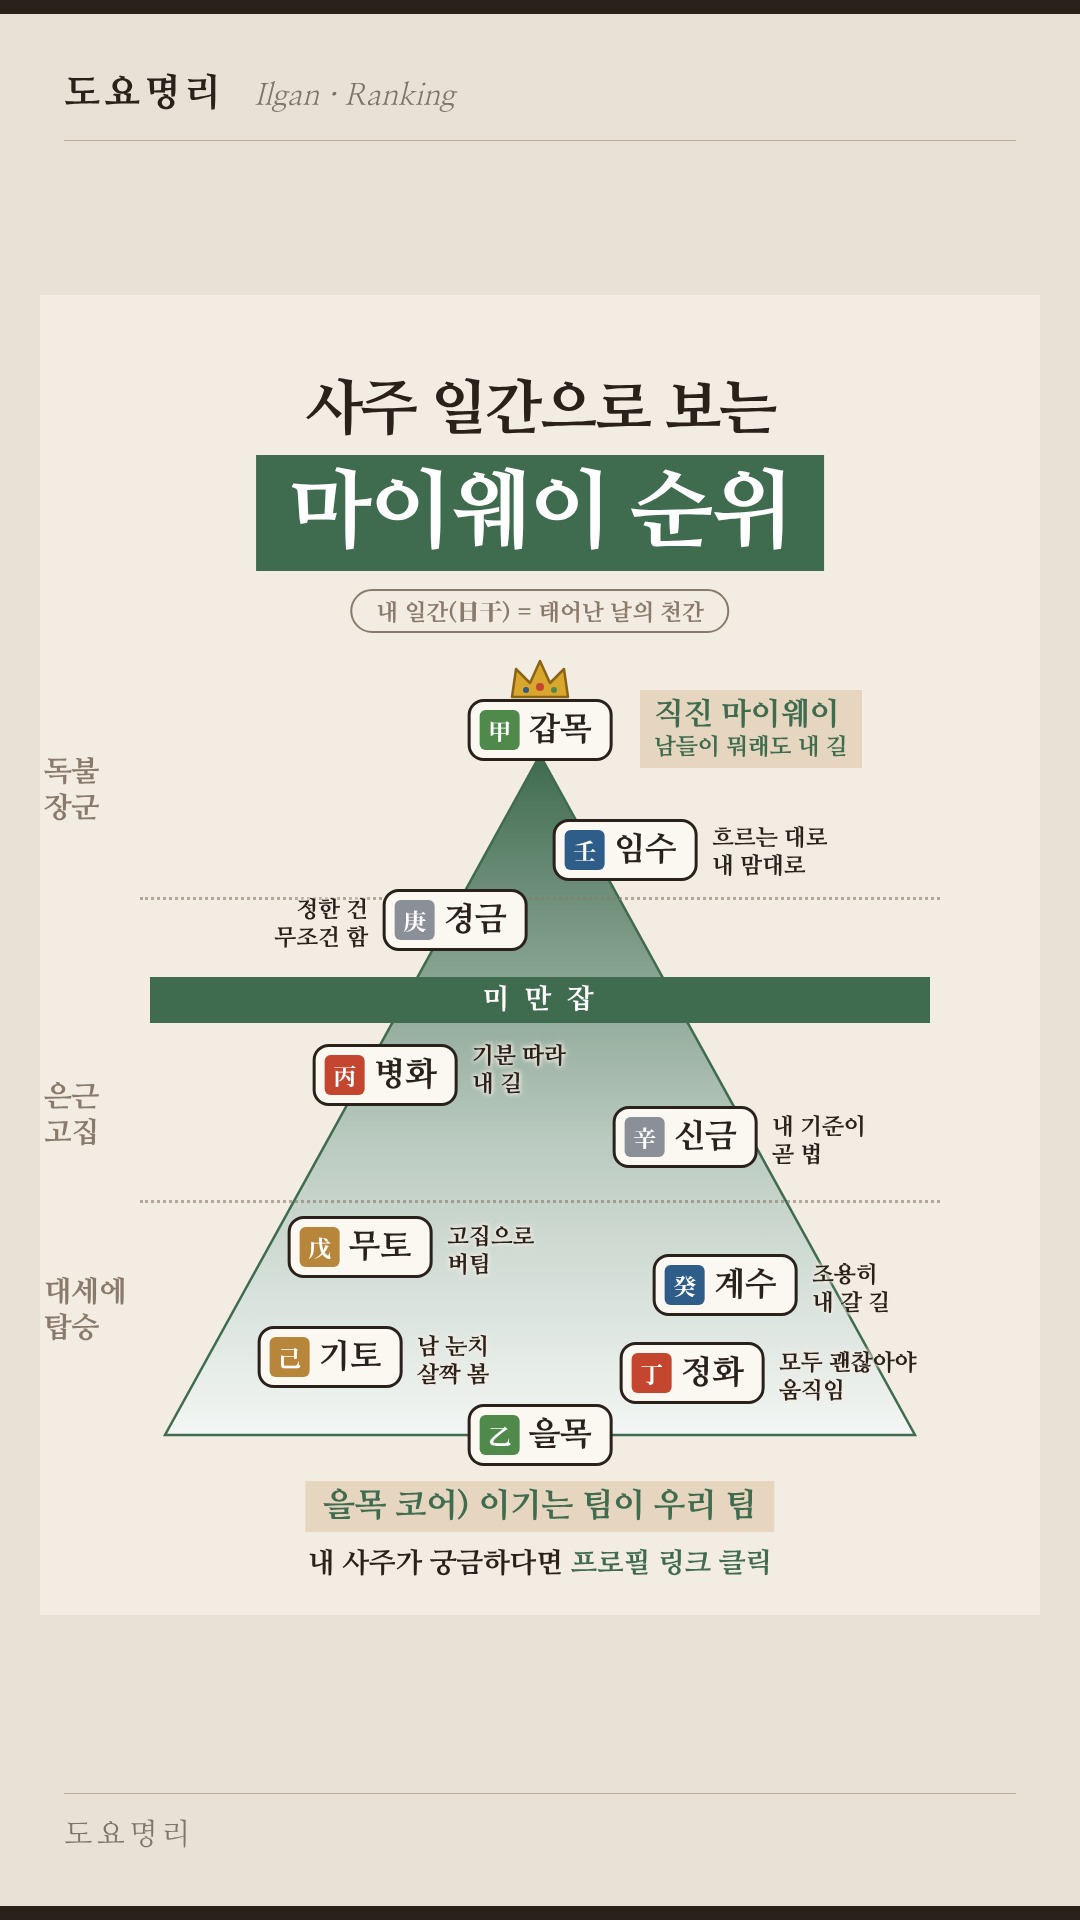 도요명리 Ilgan · Ranking
사주 일간으로 보는
마이웨이 순위
내 일간(日干) = 태어난 날의 천간
甲 갑목
직진 마이웨이
남들이 뭐래도 내 길
독불
장군
壬 임수
흐르는 대로
내 맘대로
정한 건
무조건 함
庚 경금
미만잡
丙 병화
기분 따라
내 길
은근
고집
辛 신금
내 기준이
곧 법
戊 무토
고집으로
버팀
癸 계수
조용히
내 갈 길
대세에
탑승
己 기토
남 눈치
살짝 봄
丁 정화
모두 괜찮아야
움직임
乙 을목
을목 코어) 이기는 팀이 우리 팀
내 사주가 궁금하다면 프로필 링크 클릭
도요명리